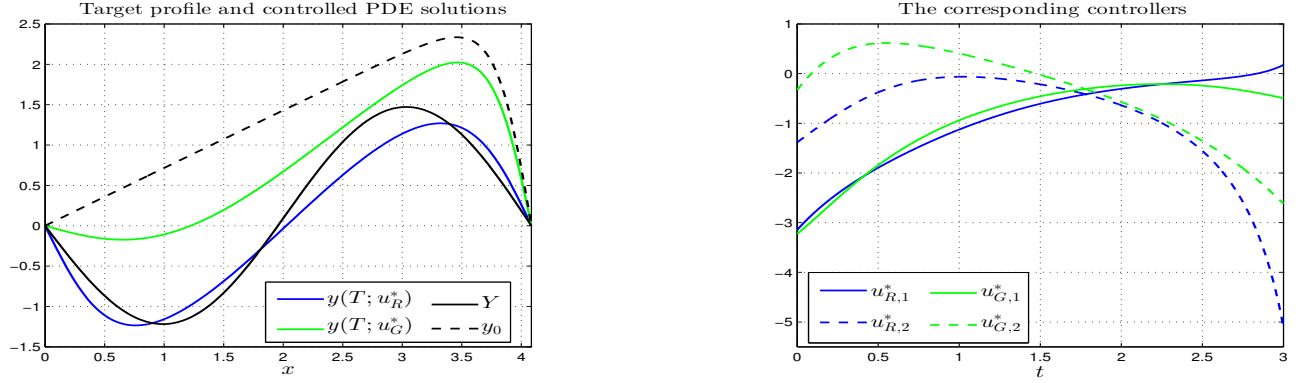 Target profile and controlled PDE solutions
2.5
2
1.5
1
0.5
0
−0.5
−1
−1.5
0 0.5 1 1.5 2 2.5 3 3.5 4
x
y(T; u*_R)
y(T; u*_G)
Y
y_0
The corresponding controllers
1
0
−1
−2
−3
−4
−5
0 0.5 1 1.5 2 2.5 3
t
u*_{R,1}
u*_{R,2}
u*_{G,1}
u*_{G,2}